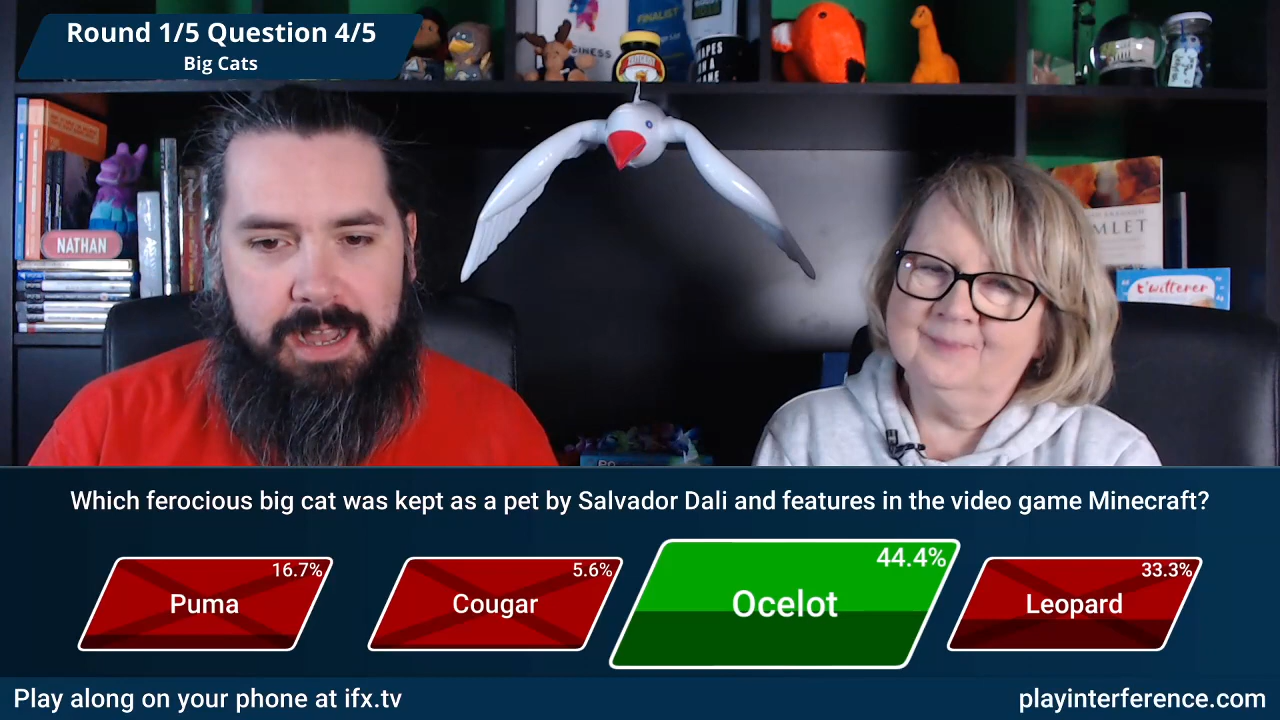 Round 1/5 Question 4/5
Big Cats
FINALIST
NATHAN
t'wittener
Which ferocious big cat was kept as a pet by Salvador Dali and features in the video game Minecraft?
16.7%
Puma
5.6%
Cougar
44.4%
Ocelot
33.3%
Leopard
Play along on your phone at ifx.tv
playinterference.com